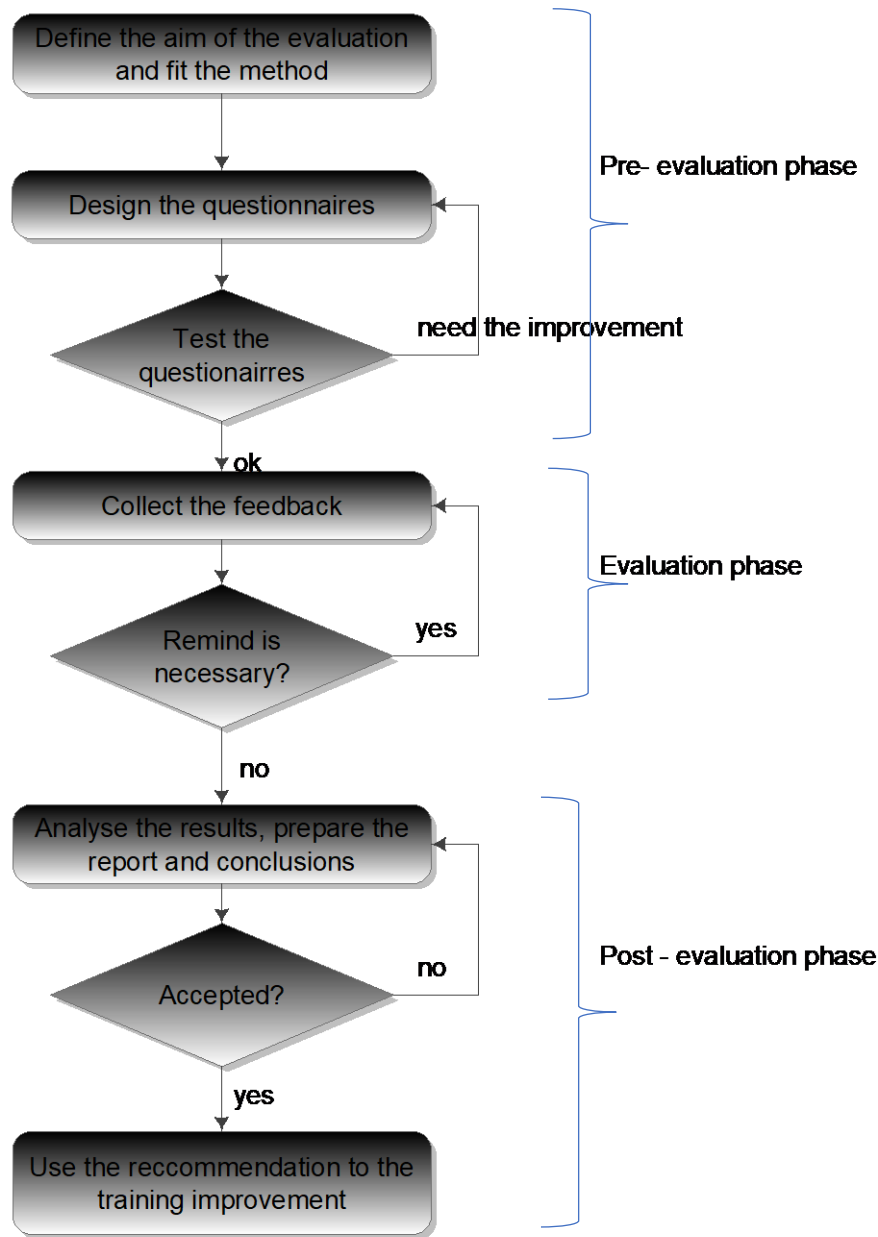 Define the aim of the evaluation
and fit the method
Pre- evaluation phase
Design the questionnaires
need the improvement
Test the
questionairres
ok
Collect the feedback
Evaluation phase
yes
Remind is
necessary?
no
Analyse the results, prepare the
report and conclusions
Post - evaluation phase
no
Accepted?
yes
Use the reccommendation to the
training improvement